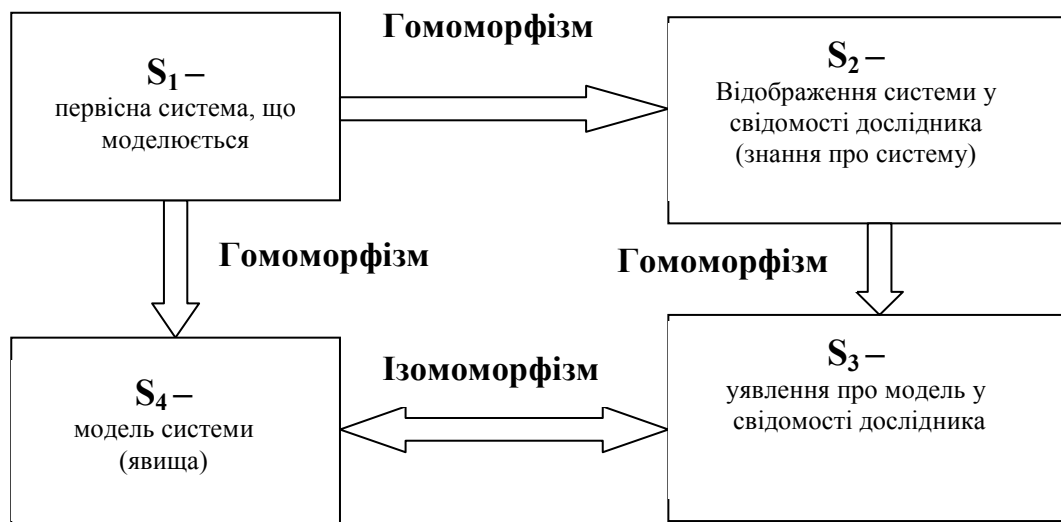 Гомоморфізм
S₁ –
первісна система, що
моделюється
S₂ –
Відображення системи у
свідомості дослідника
(знання про систему)
Гомоморфізм
Гомоморфізм
S₄ –
модель системи
(явища)
Ізомоморфізм
S₃ –
уявлення про модель у
свідомості дослідника